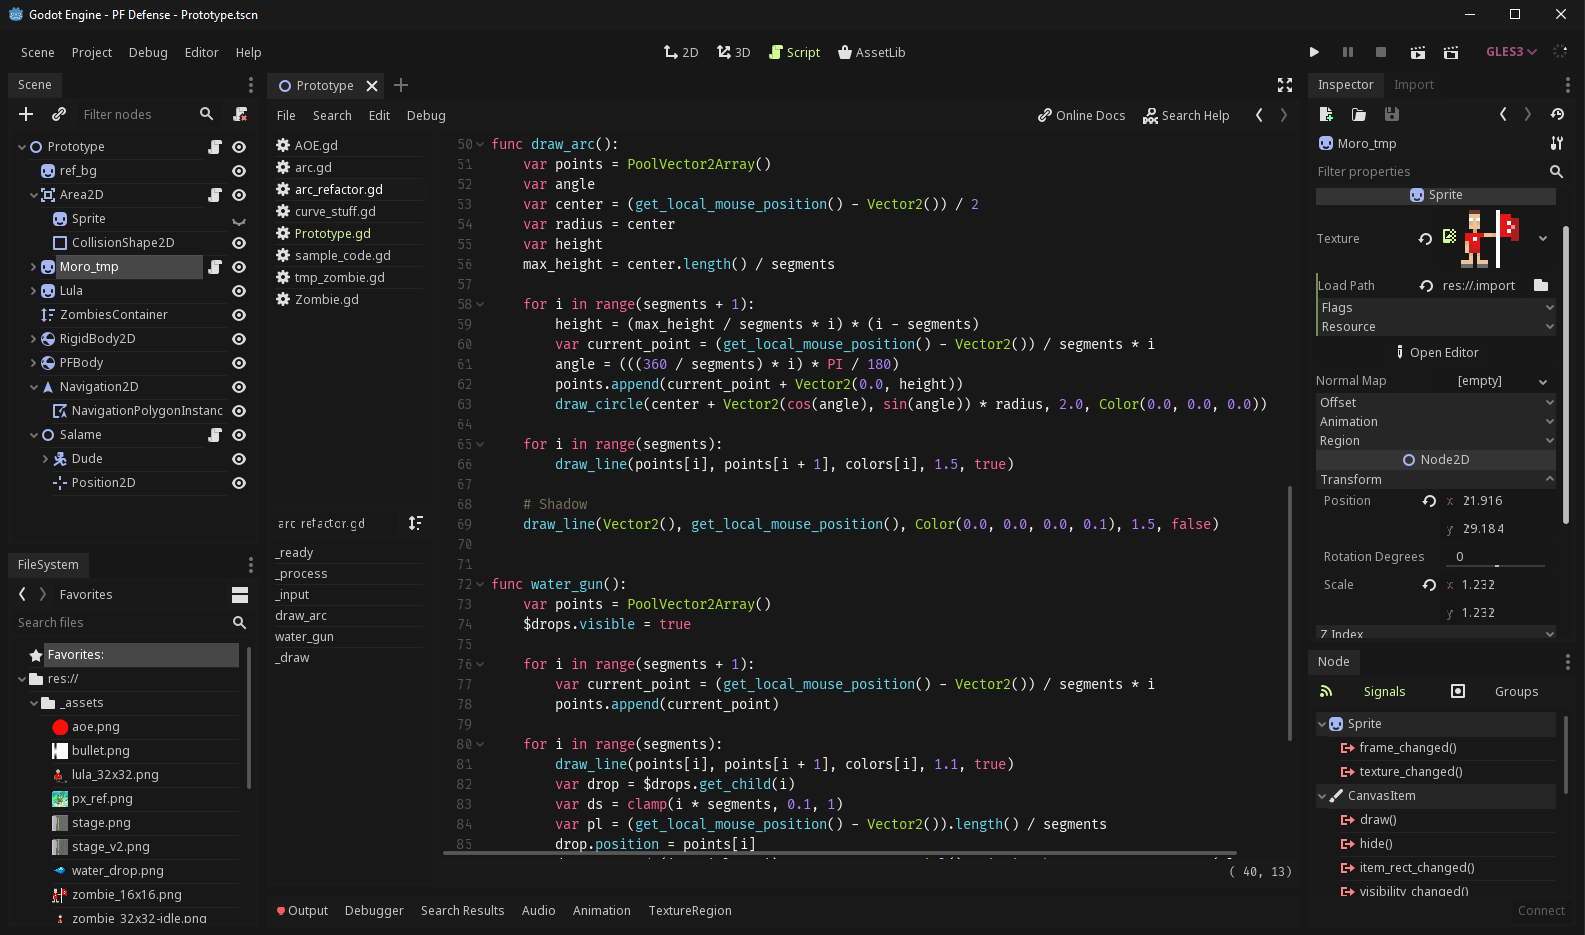 Godot Engine - PF Defense - Prototype.tscn
Scene Project Debug Editor Help
2D 3D Script AssetLib
GLES3
Scene
Filter nodes
Prototype
ref_bg
Area2D
Sprite
CollisionShape2D
Moro_tmp
Lula
ZombiesContainer
RigidBody2D
PFBody
Navigation2D
NavigationPolygonInstanc
Salame
Dude
Position2D
FileSystem
Favorites
Search files
Favorites:
res://
_assets
aoe.png
bullet.png
lula_32x32.png
px_ref.png
stage.png
stage_v2.png
water_drop.png
zombie_16x16.png
zombie_32x32-idle.png
Prototype
File Search Edit Debug
Online Docs Search Help
AOE.gd
arc.gd
arc_refactor.gd
curve_stuff.gd
Prototype.gd
sample_code.gd
tmp_zombie.gd
Zombie.gd
arc_refactor.gd
_ready
_process
_input
draw_arc
water_gun
_draw
50 func draw_arc():
51 var points = PoolVector2Array()
52 var angle
53 var center = (get_local_mouse_position() - Vector2()) / 2
54 var radius = center
55 var height
56 max_height = center.length() / segments
57
58 for i in range(segments + 1):
59 height = (max_height / segments * i) * (i - segments)
60 var current_point = (get_local_mouse_position() - Vector2()) / segments * i
61 angle = (((360 / segments) * i) * PI / 180)
62 points.append(current_point + Vector2(0.0, height))
63 draw_circle(center + Vector2(cos(angle), sin(angle)) * radius, 2.0, Color(0.0, 0.0, 0.0))
64
65 for i in range(segments):
66 draw_line(points[i], points[i + 1], colors[i], 1.5, true)
67
68 # Shadow
69 draw_line(Vector2(), get_local_mouse_position(), Color(0.0, 0.0, 0.0, 0.1), 1.5, false)
70
71
72 func water_gun():
73 var points = PoolVector2Array()
74 $drops.visible = true
75
76 for i in range(segments + 1):
77 var current_point = (get_local_mouse_position() - Vector2()) / segments * i
78 points.append(current_point)
79
80 for i in range(segments):
81 draw_line(points[i], points[i + 1], colors[i], 1.1, true)
82 var drop = $drops.get_child(i)
83 var ds = clamp(i * segments, 0.1, 1)
84 var pl = (get_local_mouse_position() - Vector2()).length() / segments
85 drop.position = points[i]
( 40, 13)
Output Debugger Search Results Audio Animation TextureRegion
Inspector Import
Moro_tmp
Filter properties
Sprite
Texture
Load Path res://.import
Flags
Resource
Open Editor
Normal Map [empty]
Offset
Animation
Region
Node2D
Transform
Position x 21.916
y 29.184
Rotation Degrees 0
Scale x 1.232
y 1.232
Z Index
Node
Signals Groups
Sprite
frame_changed()
texture_changed()
CanvasItem
draw()
hide()
item_rect_changed()
visibility_changed()
Connect